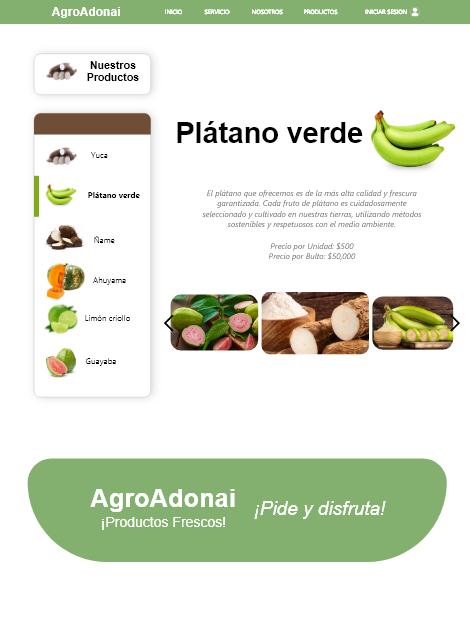 AgroAdonai
INICIO
SERVICIO
NOSOTROS
PRODUCTOS
INICIAR SESION
Nuestros
Productos
Yuca
Plátano verde
Ñame
Ahuyama
Limón criollo
Guayaba
Plátano verde
El plátano que ofrecemos es de la más alta calidad y frescura
garantizada. Cada fruto de plátano es cuidadosamente
seleccionado y cultivado en nuestras tierras, utilizando métodos
sostenibles y respetuosos con el medio ambiente.
Precio por Unidad: $500
Precio por Bulto: $50,000
AgroAdonai
¡Productos Frescos!
¡Pide y disfruta!